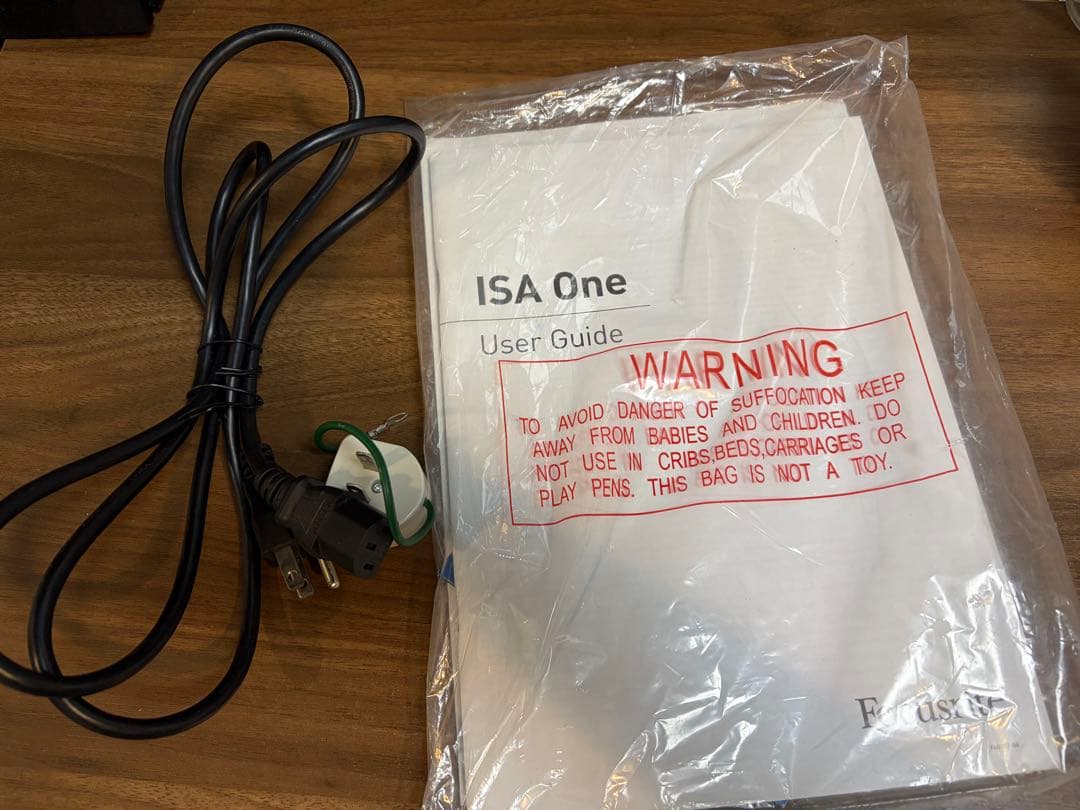 ISA One
User Guide
WARNING
TO AVOID DANGER OF SUFFOCATION KEEP
AWAY FROM BABIES AND CHILDREN. DO
NOT USE IN CRIBS,BEDS,CARRIAGES OR
PLAY PENS. THIS BAG IS NOT A TOY.
Focusrite